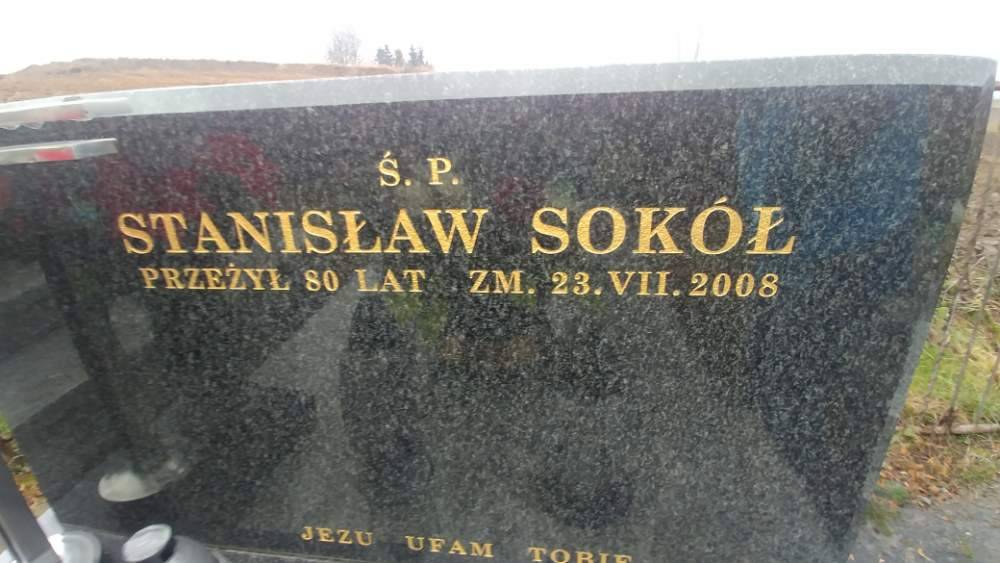 Ś. P.
STANISŁAW SOKÓŁ
PRZEŻYŁ 80 LAT ZM. 23.VII.2008
JEZU UFAM TOBIE